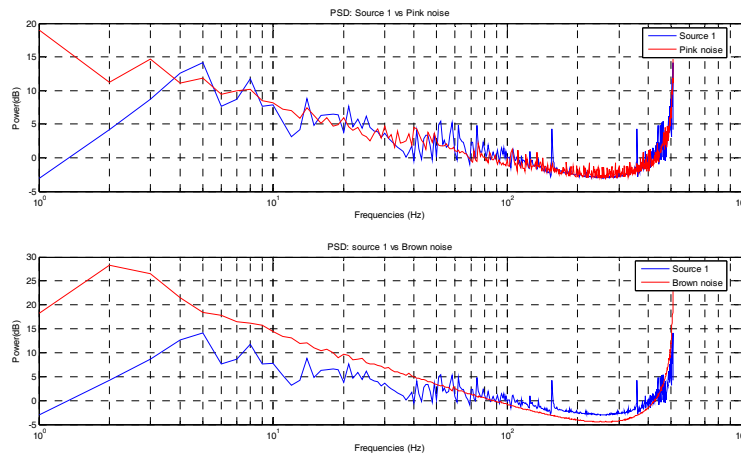 PSD: Source 1 vs Pink noise
20
15
10
5
0
-5
Power(dB)
Source 1
Pink noise
10^0
10^1
10^2
10
Frequencies (Hz)
PSD: source 1 vs Brown noise
30
25
20
15
10
5
0
-5
Power(dB)
Source 1
Brown noise
10^0
10^1
10^2
10
Frequencies (Hz)